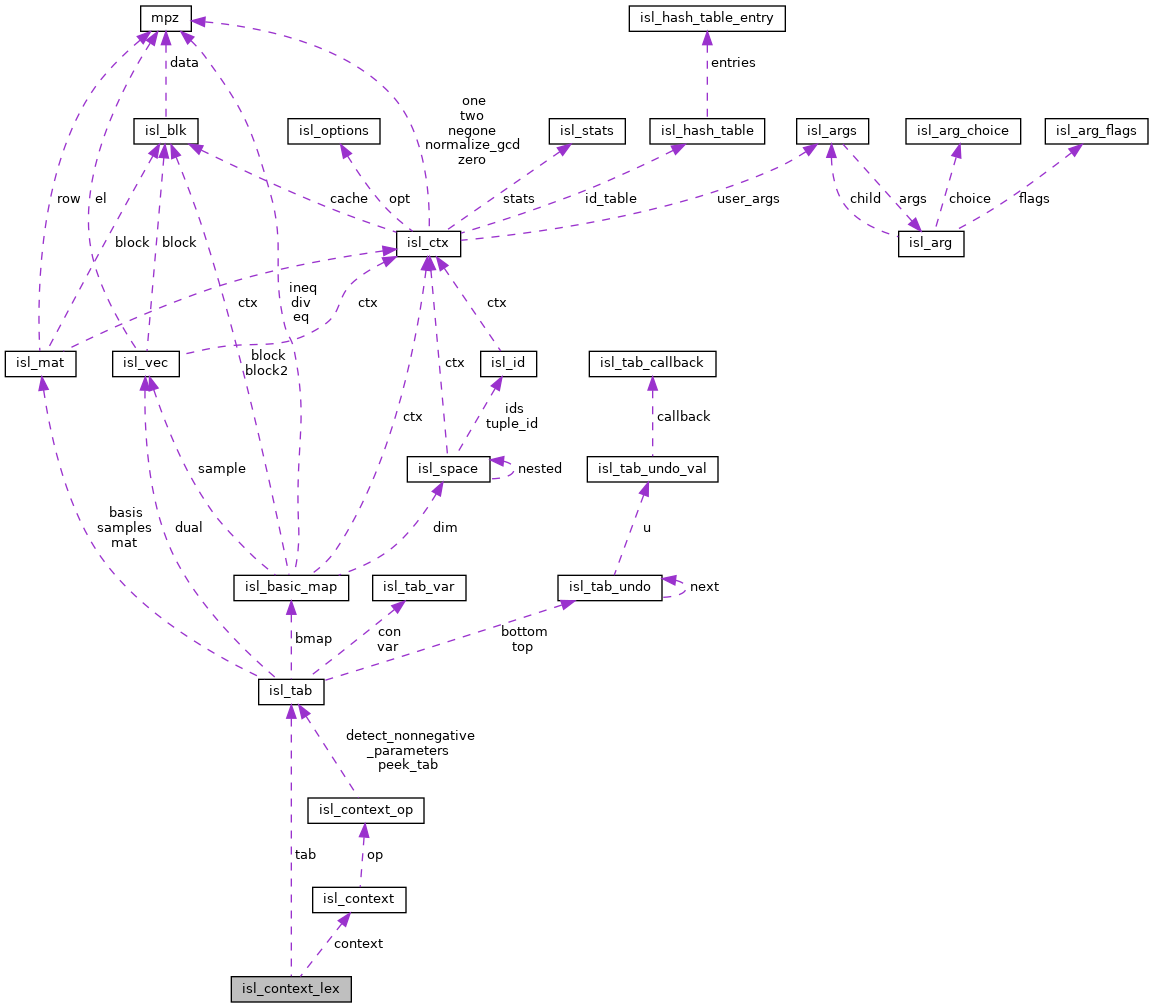 mpz
isl_hash_table_entry
data
entries
one
two
negone
normalize_gcd
zero
isl_blk
isl_options
isl_stats
isl_hash_table
isl_args
isl_arg_choice
isl_arg_flags
row
el
cache
opt
stats
id_table
user_args
child
args
choice
flags
block
block
isl_ctx
isl_arg
ctx
ineq
div
eq
ctx
ctx
isl_mat
isl_vec
block
block2
ctx
isl_id
isl_tab_callback
ctx
ids
tuple_id
callback
sample
isl_space
nested
isl_tab_undo_val
basis
samples
mat
dual
dim
u
isl_basic_map
isl_tab_var
isl_tab_undo
next
bmap
con
var
bottom
top
isl_tab
detect_nonnegative
_parameters
peek_tab
isl_context_op
tab
op
isl_context
context
isl_context_lex